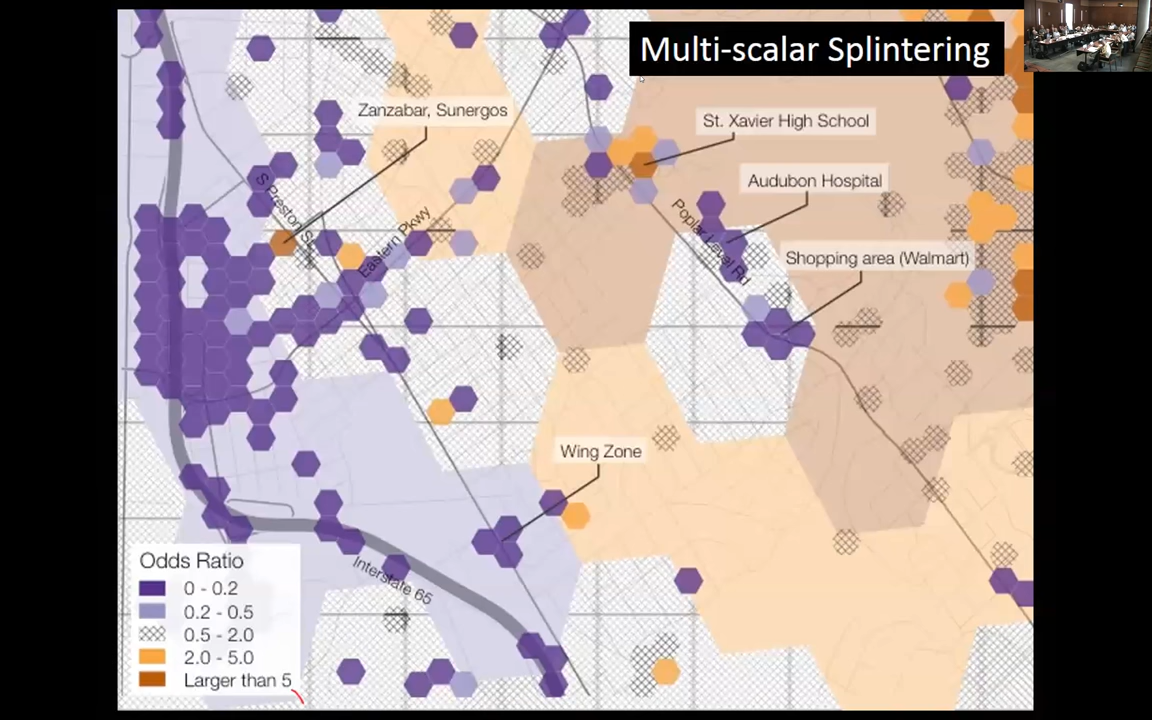 Multi-scalar Splintering
Zanzabar, Sunergos
St. Xavier High School
Audubon Hospital
Shopping area (Walmart)
Poplar Level Rd
Eastern Pkwy
Wing Zone
Interstate 65
Odds Ratio
0 - 0.2
0.2 - 0.5
0.5 - 2.0
2.0 - 5.0
Larger than 5